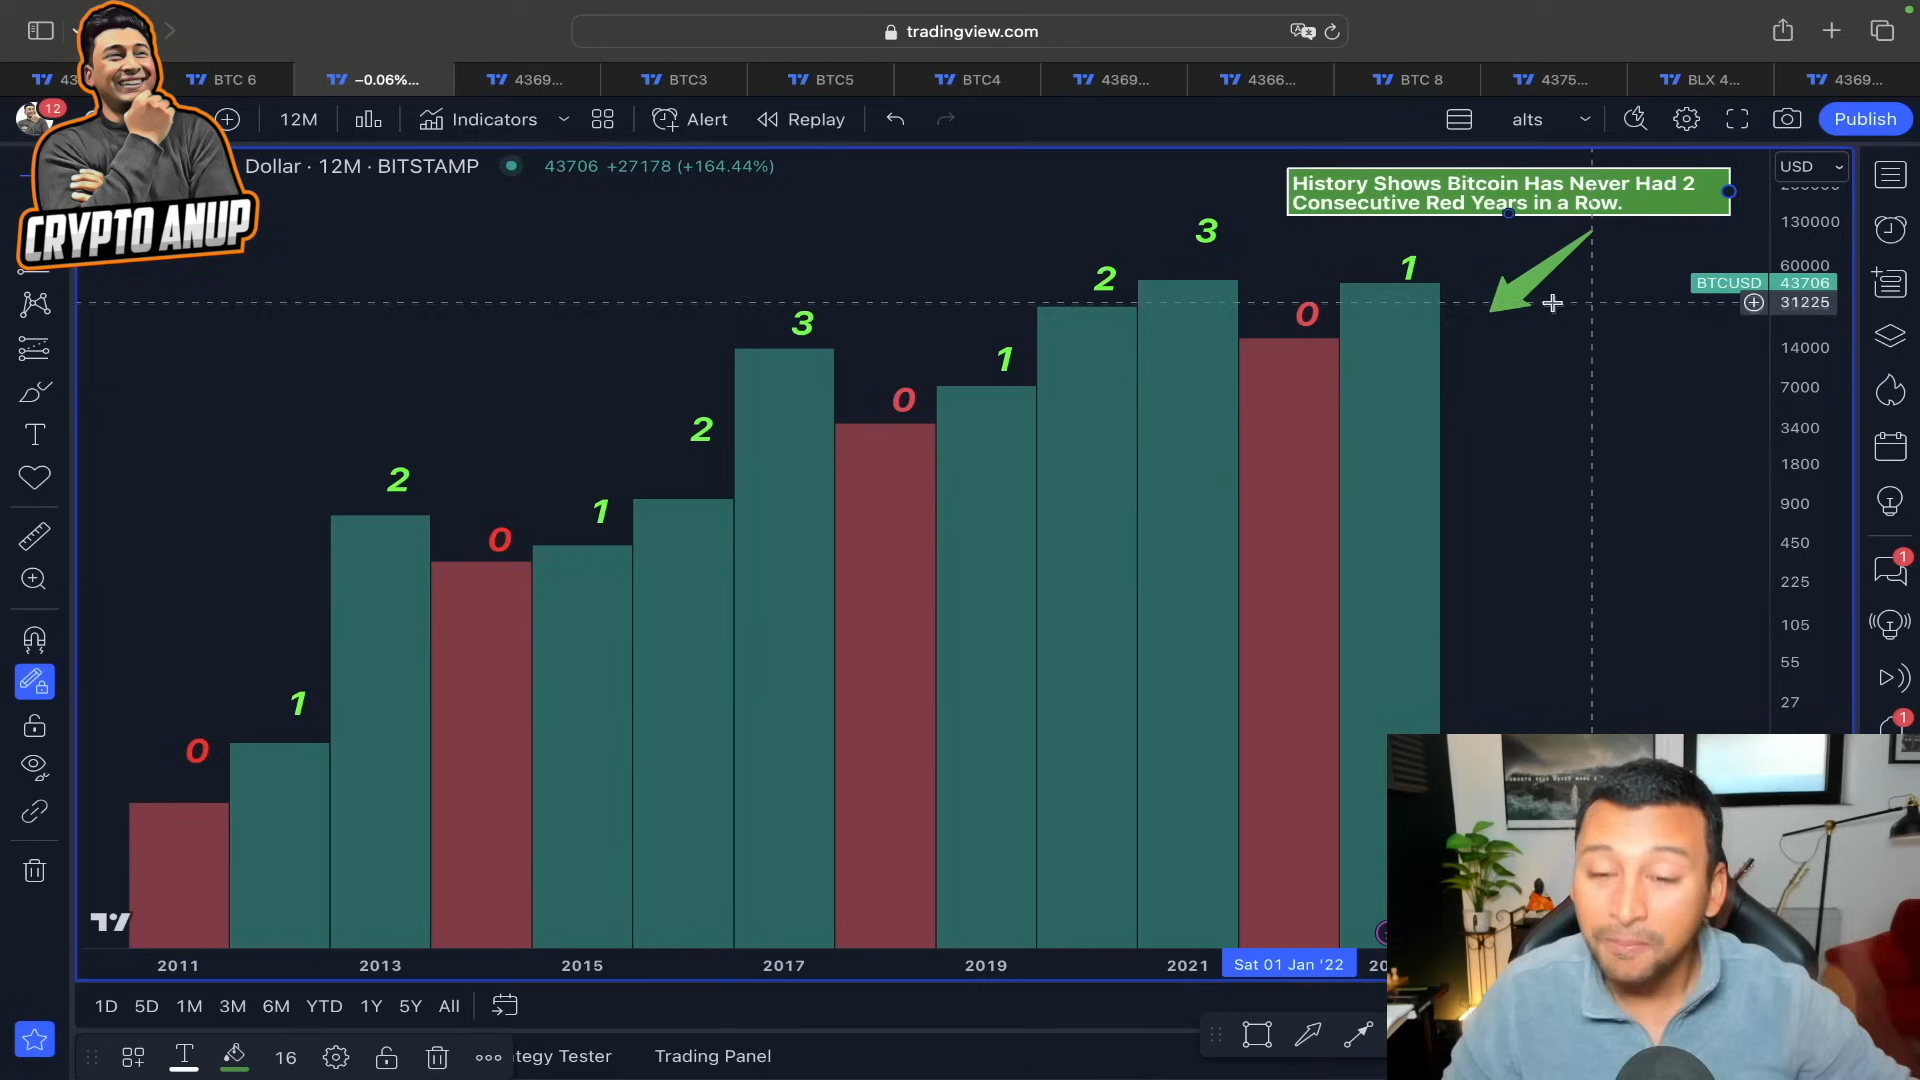 tradingview.com
43
BTC 6
−0.06%...
4369...
BTC3
BTC5
BTC4
4369...
4366...
BTC 8
4375...
BLX 4...
4369...
12
12M
Indicators
Alert
Replay
alts
Publish
CRYPTO ANUP
Dollar · 12M · BITSTAMP
43706 +27178 (+164.44%)
History Shows Bitcoin Has Never Had 2
Consecutive Red Years in a Row.
USD
130000
60000
BTCUSD 43706
31225
14000
7000
3400
1800
900
450
225
105
55
27
3
1
2
0
3
1
0
2
2
1
0
1
0
1
1
2011
2013
2015
2017
2019
2021
Sat 01 Jan '22
20
1D
5D
1M
3M
6M
YTD
1Y
5Y
All
16
tegy Tester
Trading Panel